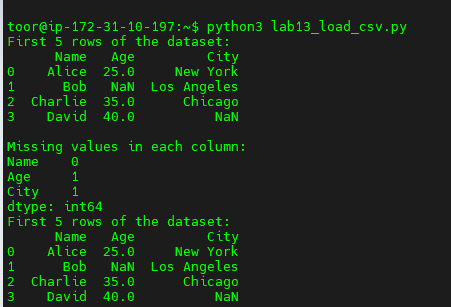 toor@ip-172-31-10-197:~$ python3 lab13_load_csv.py
First 5 rows of the dataset:
      Name   Age         City
0    Alice  25.0     New York
1      Bob   NaN  Los Angeles
2  Charlie  35.0      Chicago
3    David  40.0          NaN

Missing values in each column:
Name    0
Age     1
City    1
dtype: int64
First 5 rows of the dataset:
      Name   Age         City
0    Alice  25.0     New York
1      Bob   NaN  Los Angeles
2  Charlie  35.0      Chicago
3    David  40.0          NaN